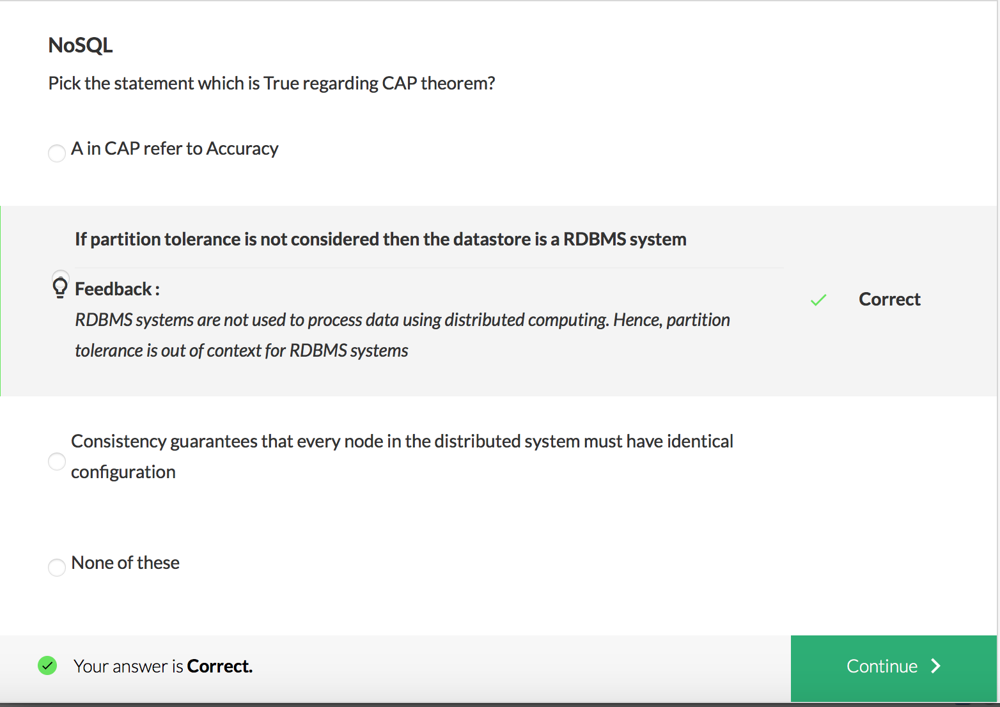 NoSQL
Pick the statement which is True regarding CAP theorem?
A in CAP refer to Accuracy
If partition tolerance is not considered then the datastore is a RDBMS system
Feedback :
RDBMS systems are not used to process data using distributed computing. Hence, partition
tolerance is out of context for RDBMS systems
Correct
Consistency guarantees that every node in the distributed system must have identical
configuration
None of these
Your answer is Correct.
Continue